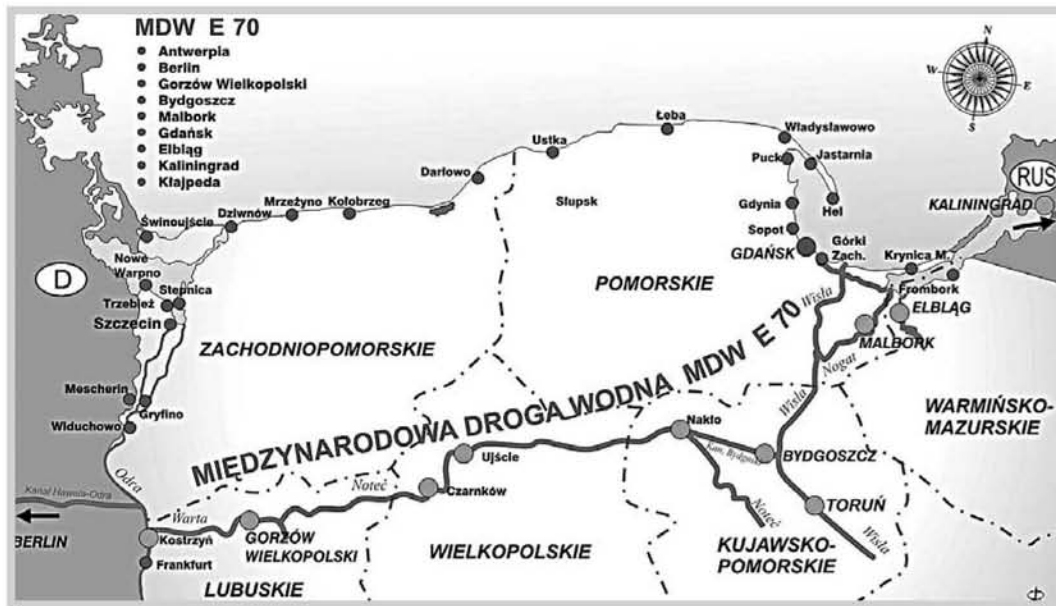 MDW E 70
Antwerpia
Berlin
Gorzów Wielkopolski
Bydgoszcz
Malbork
Gdańsk
Elbląg
Kaliningrad
Kłajpeda
N
W
E
S
Łeba
Ustka
Władysławowo
Puck
Jastarnia
Darłowo
Mrzeżyno
Kołobrzeg
Dziwnów
Świnoujście
Słupsk
Gdynia
Hel
RUS
KALININGRAD
Sopot
GDAŃSK
Górki
Zach.
Krynica M.
Frombork
Nowe
Warpno
Stepnica
Trzebież
D
Szczecin
POMORSKIE
Wisła
ELBLĄG
MALBORK
ZACHODNIOPOMORSKIE
Nogat
Mescherin
Gryfino
Widuchowo
MIĘDZYNARODOWA DROGA WODNA MDW E 70
Wisła
WARMIŃSKO-
MAZURSKIE
Nakło
Ujście
Kan. Bydgoski
BYDGOSZCZ
Odra
Noteć
Czarnków
Kanał Hawela-Odra
Warta
Noteć
TORUŃ
BERLIN
Kostrzyń
GORZÓW
WIELKOPOLSKI
WIELKOPOLSKIE
KUJAWSKO-
POMORSKIE
Wisła
Frankfurt
LUBUSKIE